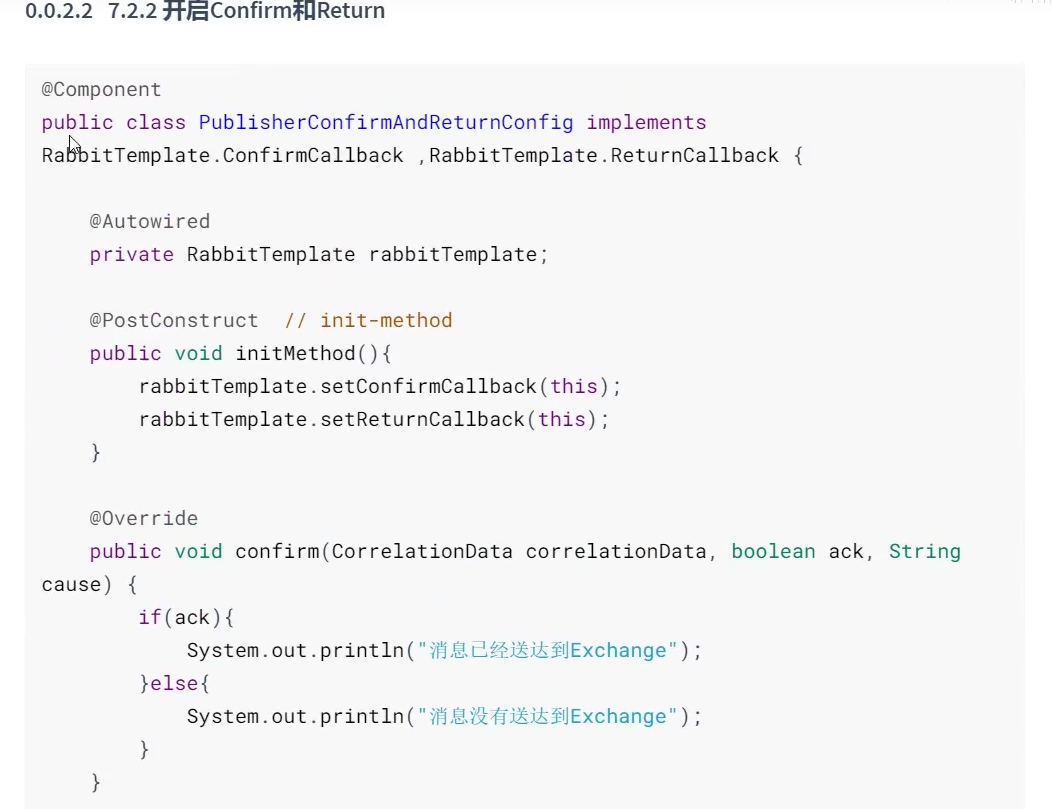 0.0.2.2 7.2.2 开启Confirm和Return
@Component
public class PublisherConfirmAndReturnConfig implements
RabbitTemplate.ConfirmCallback ,RabbitTemplate.ReturnCallback {
@Autowired
private RabbitTemplate rabbitTemplate;
@PostConstruct // init-method
public void initMethod(){
rabbitTemplate.setConfirmCallback(this);
rabbitTemplate.setReturnCallback(this);
}
@Override
public void confirm(CorrelationData correlationData, boolean ack, String
cause) {
if(ack){
System.out.println("消息已经送达到Exchange");
}else{
System.out.println("消息没有送达到Exchange");
}
}